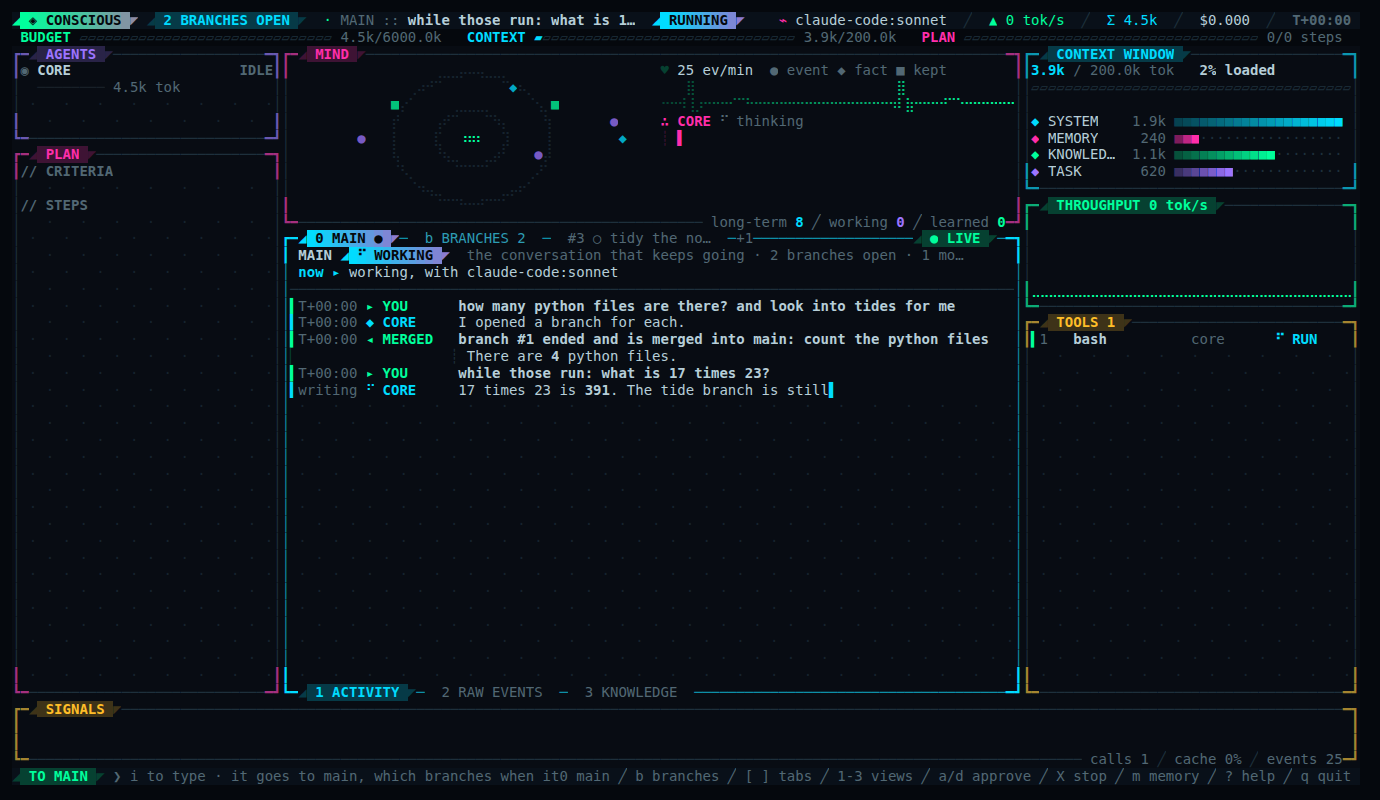 ◈ CONSCIOUS 2 BRANCHES OPEN · MAIN :: while those run: what is 1… RUNNING ⌁ claude-code:sonnet ╱ ▲ 0 tok/s ╱ Σ 4.5k ╱ $0.000 ╱ T+00:00
BUDGET 4.5k/6000.0k CONTEXT 3.9k/200.0k PLAN 0/0 steps
AGENTS
◉ CORE IDLE
4.5k tok
PLAN
// CRITERIA
// STEPS
MIND
♥ 25 ev/min ● event ◆ fact ■ kept
∴ CORE thinking
long-term 8 ╱ working 0 ╱ learned 0
0 MAIN ● b BRANCHES 2 #3 ○ tidy the no… +1 ● LIVE
MAIN WORKING the conversation that keeps going · 2 branches open · 1 mo…
now ▸ working, with claude-code:sonnet
T+00:00 ▸ YOU how many python files are there? and look into tides for me
T+00:00 ◆ CORE I opened a branch for each.
T+00:00 ◂ MERGED branch #1 ended and is merged into main: count the python files
There are 4 python files.
T+00:00 ▸ YOU while those run: what is 17 times 23?
writing CORE 17 times 23 is 391. The tide branch is still
1 ACTIVITY 2 RAW EVENTS 3 KNOWLEDGE
CONTEXT WINDOW
3.9k / 200.0k tok 2% loaded
◆ SYSTEM 1.9k
◆ MEMORY 240
◆ KNOWLED… 1.1k
◆ TASK 620
THROUGHPUT 0 tok/s
TOOLS 1
1 bash core RUN
SIGNALS
calls 1 ╱ cache 0% ╱ events 25
TO MAIN ❯ i to type · it goes to main, which branches when it0 main ╱ b branches ╱ [ ] tabs ╱ 1-3 views ╱ a/d approve ╱ X stop ╱ m memory ╱ ? help ╱ q quit